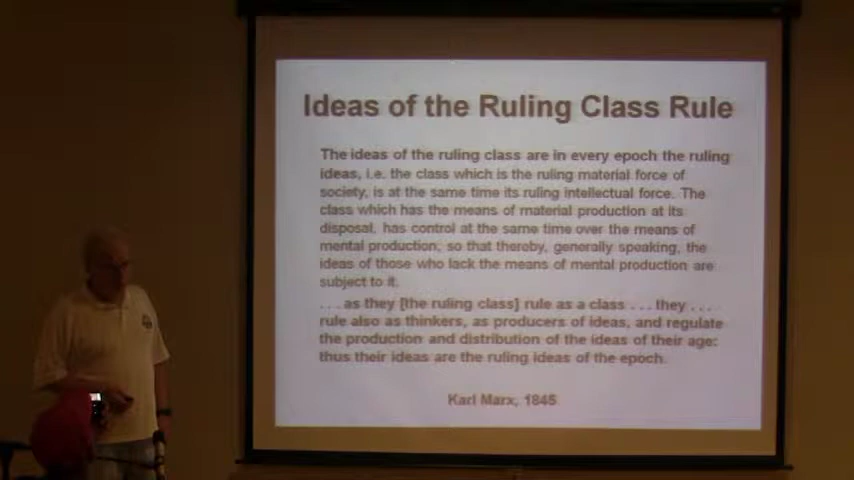 Ideas of the Ruling Class Rule
The ideas of the ruling class are in every epoch the ruling
ideas, i.e. the class which is the ruling material force of
society, is at the same time its ruling intellectual force. The
class which has the means of material production at its
disposal, has control at the same time over the means of
mental production, so that thereby, generally speaking, the
ideas of those who lack the means of mental production are
subject to it.
. . . as they [the ruling class] rule as a class . . . they . . .
rule also as thinkers, as producers of ideas, and regulate
the production and distribution of the ideas of their age:
thus their ideas are the ruling ideas of the epoch.
Karl Marx, 1845